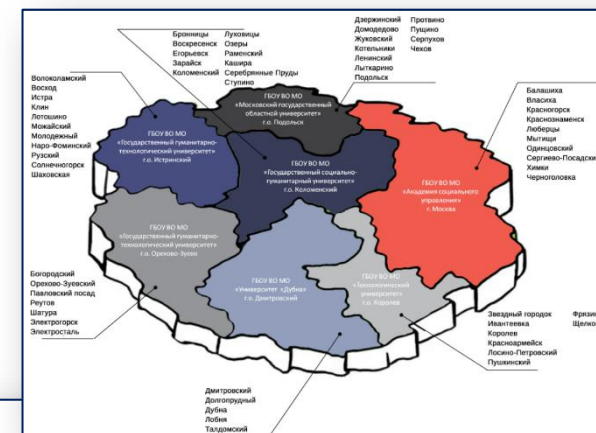 Бронницы
Воскресенск
Егорьевск
Зарайск
Коломенский
Луховицы
Озеры
Раменский
Кашира
Серебрянные Пруды
Ступино
Дзержинский
Домодедово
Жуковский
Котельники
Ленинский
Лыткарино
Подольск
Протвино
Пущино
Серпухов
Чехов
Волоколамский
Восход
Истра
Клин
Лотошино
Можайский
Молодежный
Наро-Фоминский
Рузский
Солнечногорск
Шаховская
Балашиха
Власиха
Красногорск
Краснознаменск
Люберцы
Мытищи
Одинцовский
Сергиево-Посадский
Химки
Черноголовка
ГБОУ ВО МО
«Московский государственный
областной университет»
г.о. Подольск
ГБОУ ВО МО
«Государственный гуманитарно-
технологический университет»
г.о. Истринский
ГБОУ ВО МО
«Государственный социально-
гуманитарный университет»
г.о. Коломенский
ГБОУ ВО МО
«Академия социального
управления»
г. Москва
ГБОУ ВО МО
«Государственный гуманитарно-
технологический университет»
г.о. Орехово-Зуево
ГБОУ ВО МО
«Университет «Дубна»
г.о. Дмитровский
ГБОУ ВО МО
«Технологический
университет»
г.о. Королев
Богородский
Орехово-Зуевский
Павловский посад
Реутов
Шатура
Электрогорск
Электросталь
Звездный городок
Ивантеевка
Королев
Красноармейск
Лосино-Петровский
Пушкинский
Дмитровский
Долгопрудный
Дубна
Лобня
Талдомский